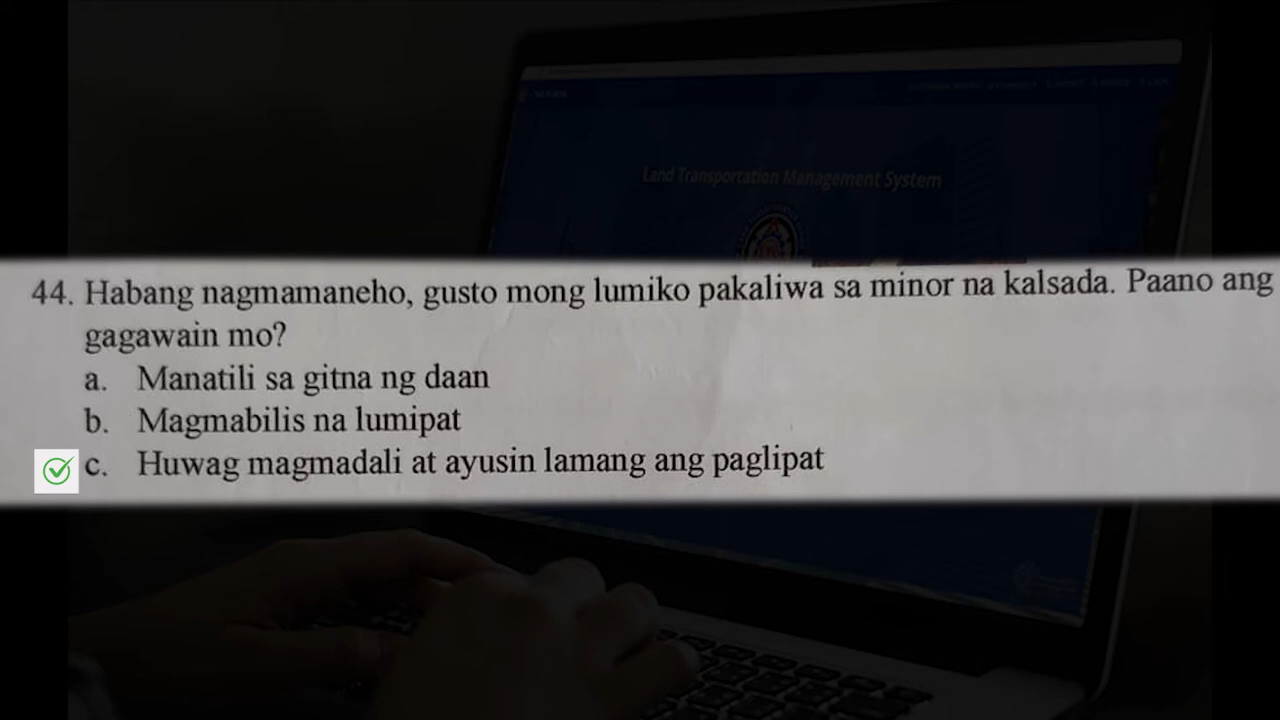 Land Transportation Management System
44. Habang nagmamaneho, gusto mong lumiko pakaliwa sa minor na kalsada. Paano ang
gagawain mo?
a. Manatili sa gitna ng daan
b. Magmabilis na lumipat
c. Huwag magmadali at ayusin lamang ang paglipat